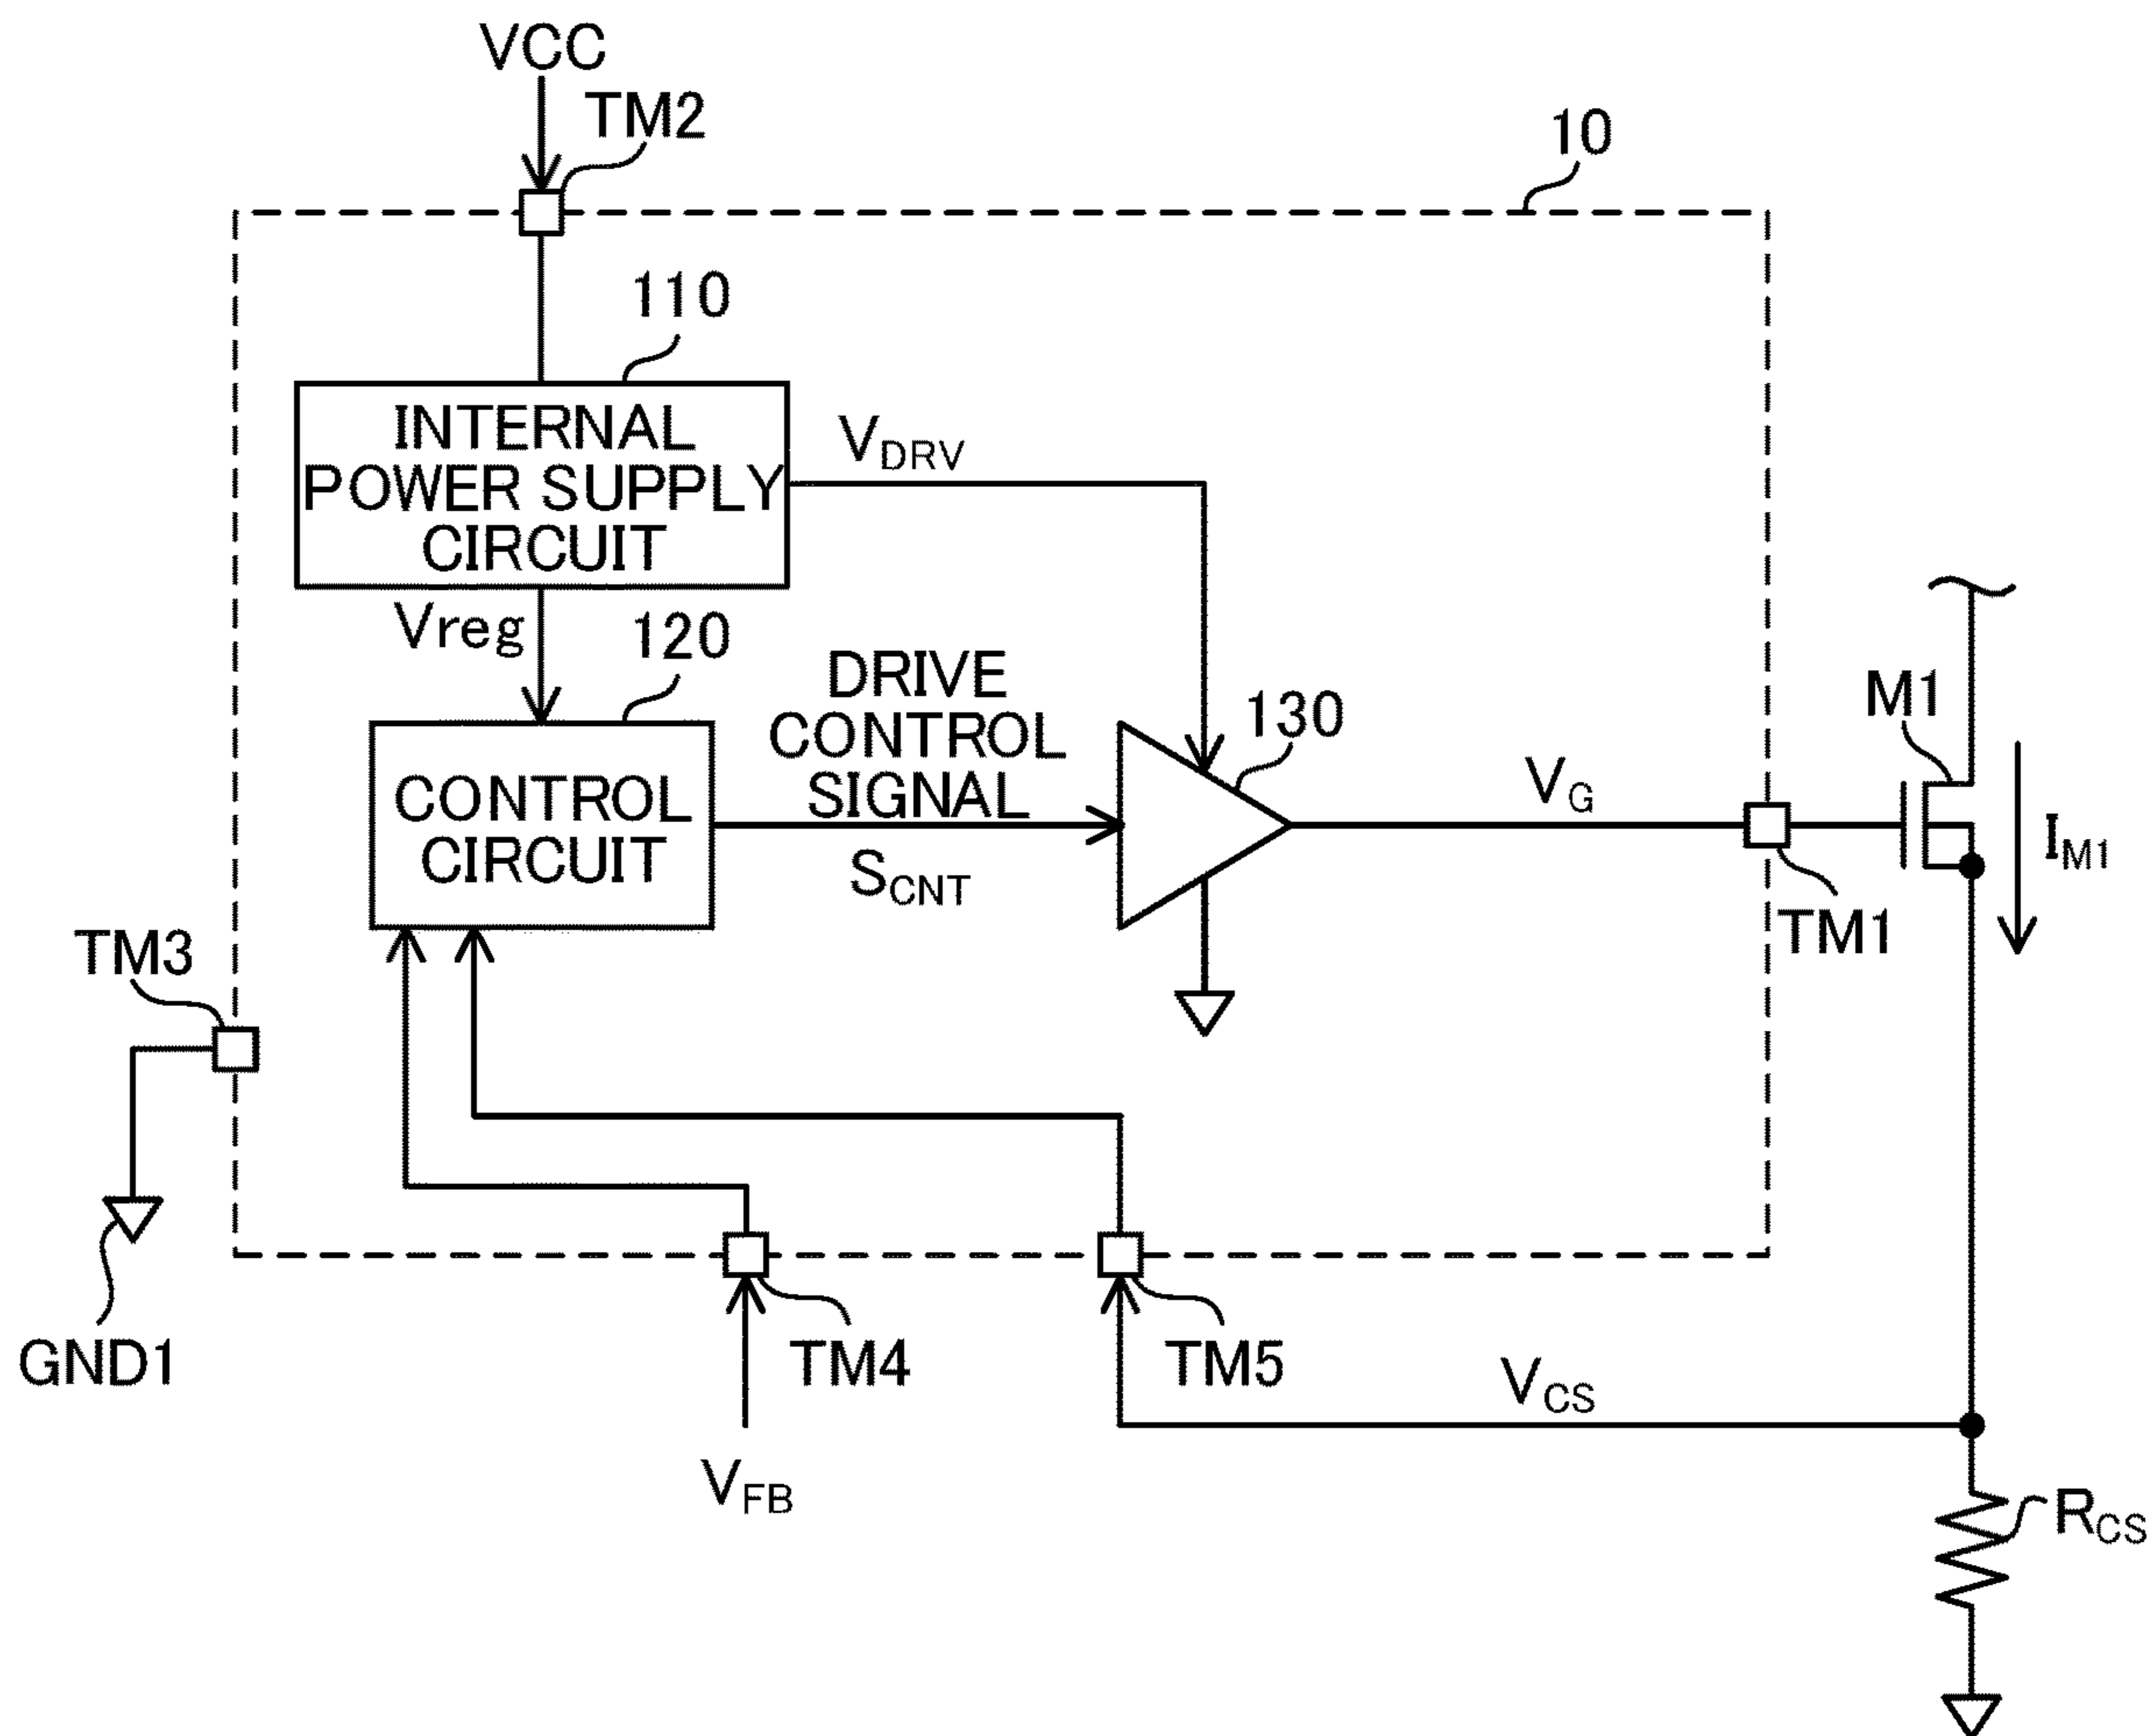 VCC
TM2
10
110
INTERNAL
POWER SUPPLY
CIRCUIT
VDRV
Vreg
120
DRIVE
CONTROL
SIGNAL
SCNT
CONTROL
CIRCUIT
130
VG
M1
IM1
TM1
TM3
GND1
TM4
TM5
VFB
VCS
RCS